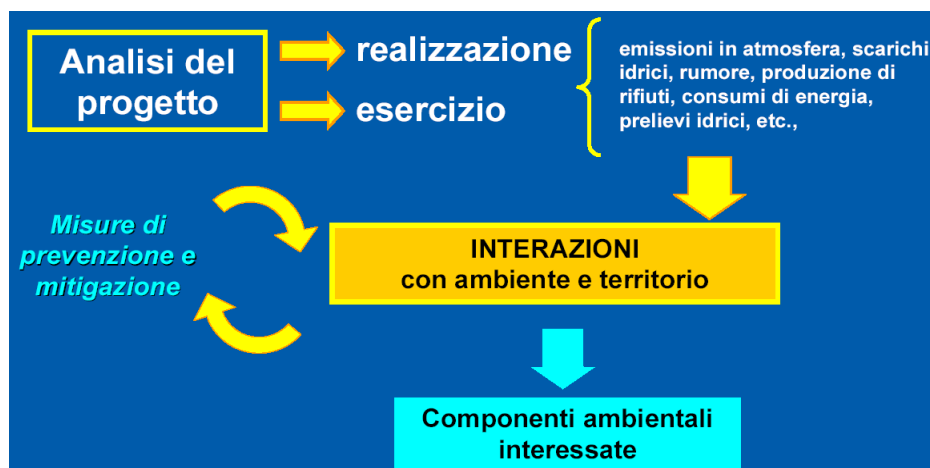 Analisi del
progetto
realizzazione
esercizio
emissioni in atmosfera, scarichi
idrici, rumore, produzione di
rifiuti, consumi di energia,
prelievi idrici, etc.,
Misure di
prevenzione e
mitigazione
INTERAZIONI
con ambiente e territorio
Componenti ambientali
interessate